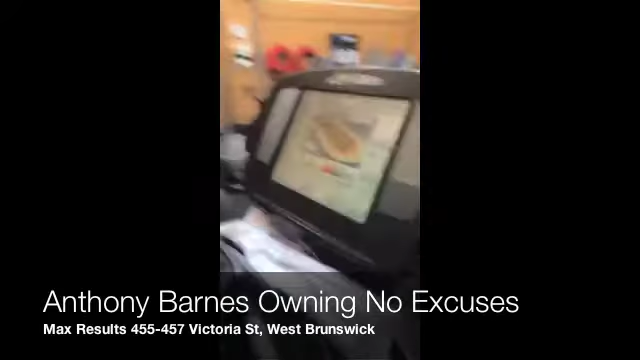 Anthony Barnes Owning No Excuses
Max Results 455-457 Victoria St, West Brunswick